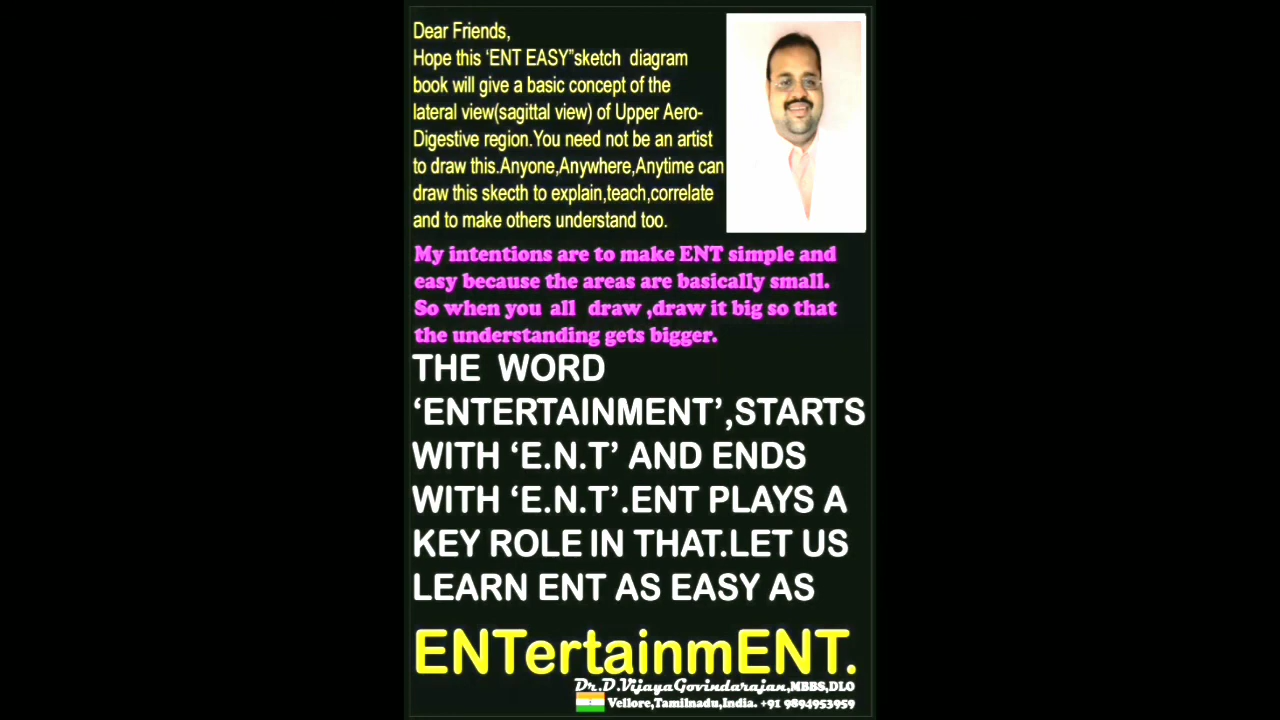 Dear Friends,
Hope this ‘ENT EASY”sketch  diagram
book will give a basic concept of the
lateral view(sagittal view) of Upper Aero-
Digestive region.You need not be an artist
to draw this.Anyone,Anywhere,Anytime can
draw this skecth to explain,teach,correlate
and to make others understand too.
My intentions are to make ENT simple and
easy because the areas are basically small.
So when you  all  draw ,draw it big so that
the understanding gets bigger.
THE  WORD
‘ENTERTAINMENT’,STARTS
WITH ‘E.N.T’ AND ENDS
WITH ‘E.N.T’.ENT PLAYS A
KEY ROLE IN THAT.LET US
LEARN ENT AS EASY AS
ENTertainmENT.
Dr.D.VijayaGovindarajan,MBBS,DLO
Vellore,Tamilnadu,India. +91 9894953959